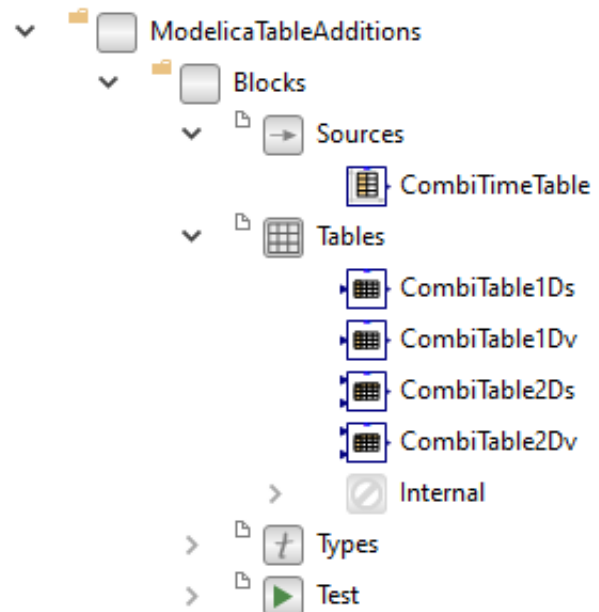 ModelicaTableAdditions
Blocks
Sources
CombiTimeTable
Tables
CombiTable1Ds
CombiTable1Dv
CombiTable2Ds
CombiTable2Dv
Internal
Types
Test